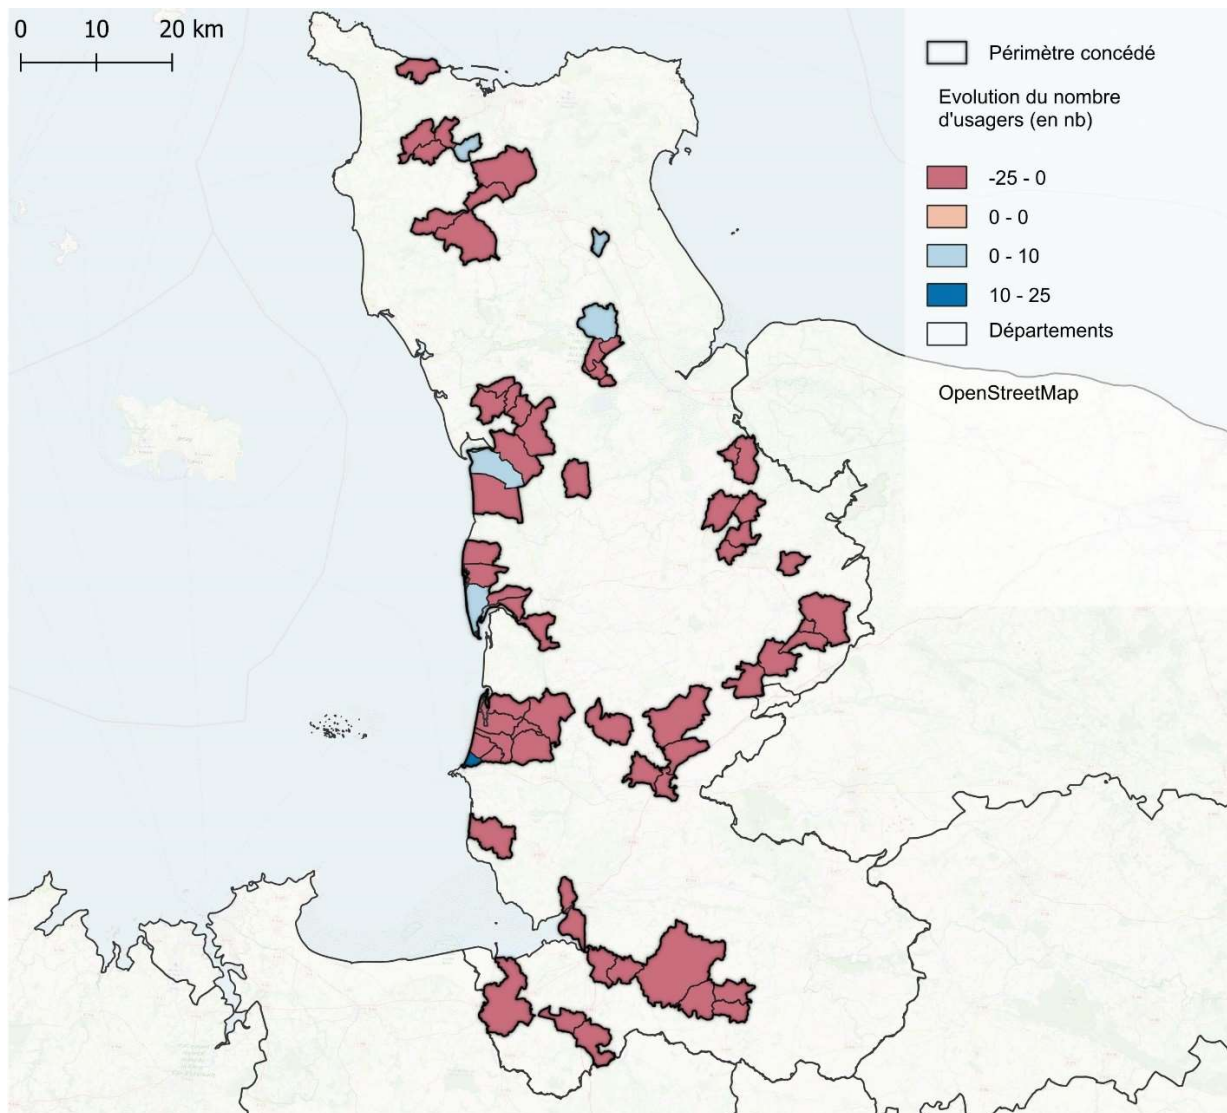 0 10 20 km
Périmètre concédé
Evolution du nombre
d'usagers (en nb)
-25 - 0
0 - 0
0 - 10
10 - 25
Départements
OpenStreetMap